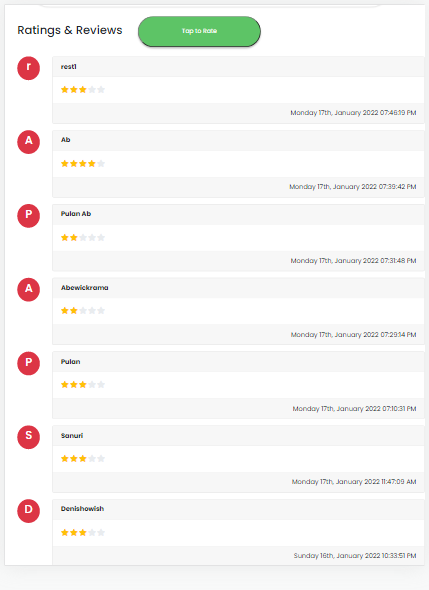 Ratings & Reviews
Tap to Rate
r
rest1
Monday 17th, January 2022 07:46:19 PM
A
Ab
Monday 17th, January 2022 07:39:42 PM
P
Pulan Ab
Monday 17th, January 2022 07:31:48 PM
A
Abewickrama
Monday 17th, January 2022 07:29:14 PM
P
Pulan
Monday 17th, January 2022 07:10:31 PM
S
Sanuri
Monday 17th, January 2022 11:47:09 AM
D
Denishowish
Sunday 16th, January 2022 10:33:51 PM